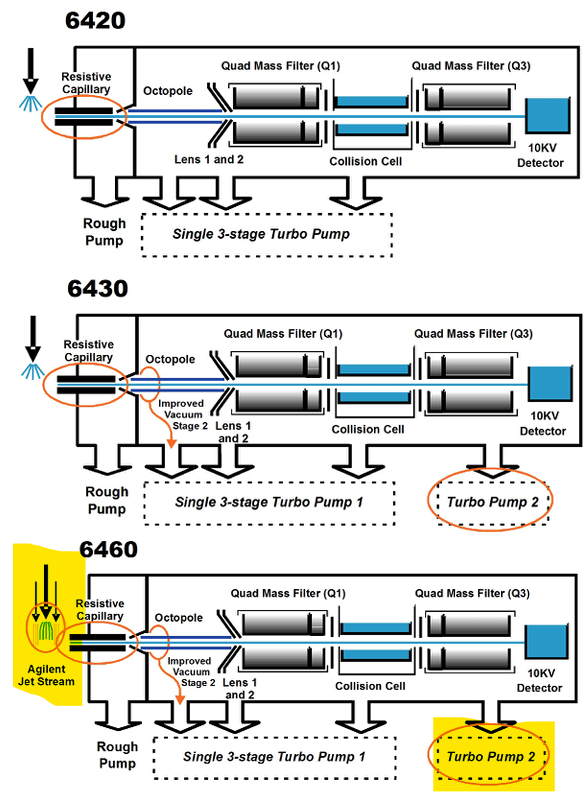 6420
Resistive
Capillary
Octopole
Quad Mass Filter (Q1)
Quad Mass Filter (Q3)
Lens 1 and 2
Collision Cell
10KV
Detector
Rough
Pump
Single 3-stage Turbo Pump
6430
Resistive
Capillary
Octopole
Quad Mass Filter (Q1)
Quad Mass Filter (Q3)
Improved
Vacuum
Stage 2
Lens 1
and 2
Collision Cell
10KV
Detector
Rough
Pump
Single 3-stage Turbo Pump 1
Turbo Pump 2
6460
Resistive
Capillary
Octopole
Quad Mass Filter (Q1)
Quad Mass Filter (Q3)
Agilent
Jet Stream
Improved
Vacuum
Stage 2
Lens 1
and 2
Collision Cell
10KV
Detector
Rough
Pump
Single 3-stage Turbo Pump 1
Turbo Pump 2